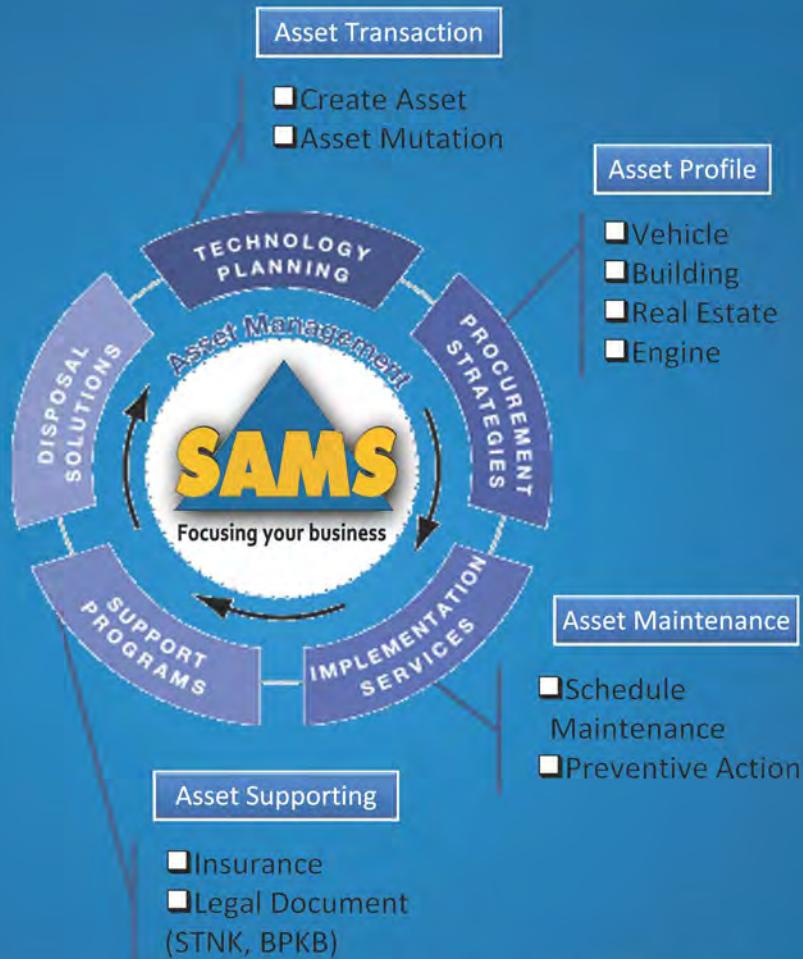 Asset Transaction
Create Asset
Asset Mutation
Asset Profile
Vehicle
Building
Real Estate
Engine
TECHNOLOGY
PLANNING
PROCUREMENT
STRATEGIES
DISPOSAL
SOLUTIONS
Asset Management
SAMS
Focusing your business
SUPPORT
PROGRAMS
IMPLEMENTATION
SERVICES
Asset Maintenance
Schedule
Maintenance
Preventive Action
Asset Supporting
Insurance
Legal Document
(STNK, BPKB)